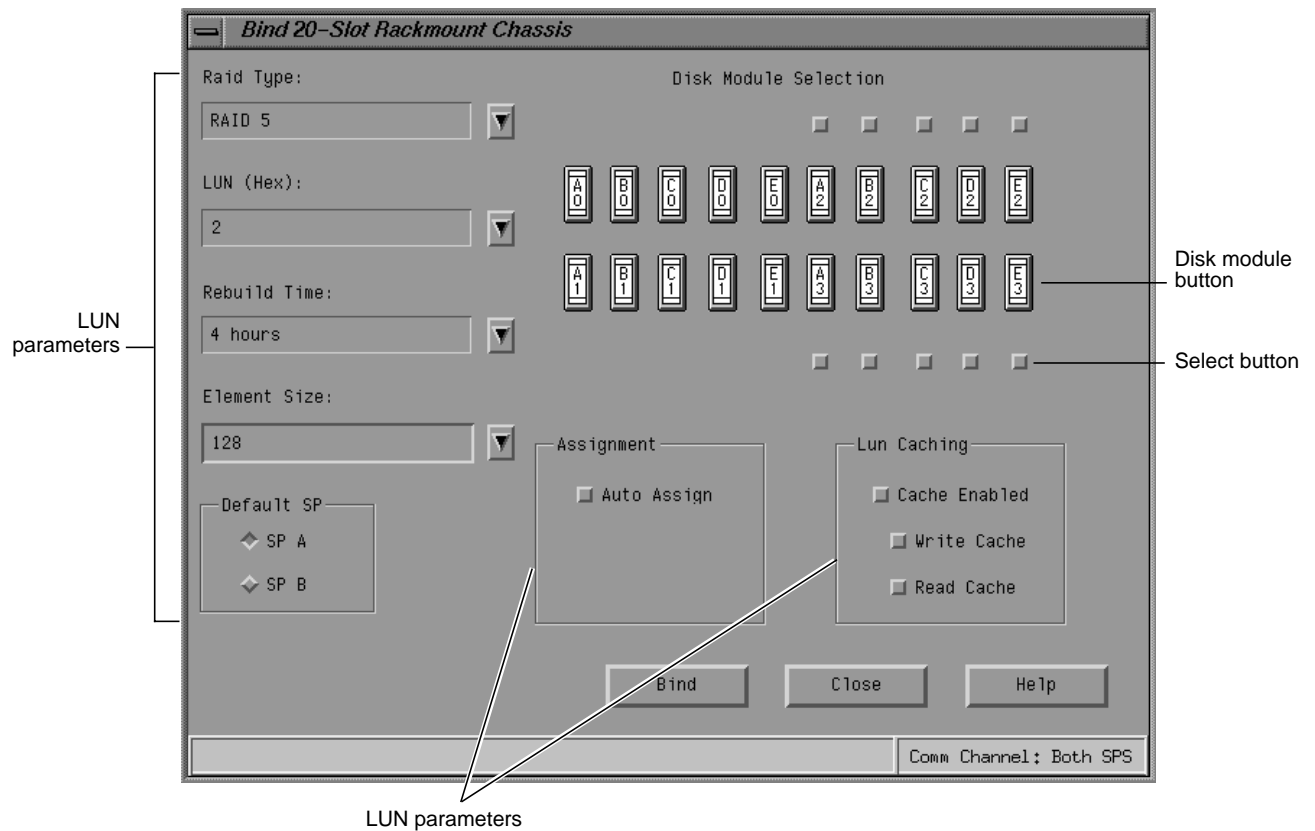 Bind 20–Slot Rackmount Chassis
Raid Type:
RAID 5
LUN (Hex):
2
Rebuild Time:
4 hours
Element Size:
128
Default SP
SP A
SP B
Disk Module Selection
A0 B0 C0 D0 E0 A2 B2 C2 D2 E2
A1 B1 C1 D1 E1 A3 B3 C3 D3 E3
Assignment
Auto Assign
Lun Caching
Cache Enabled
Write Cache
Read Cache
Bind Close Help
Comm Channel: Both SPS
LUN
parameters
Disk module
button
Select button
LUN parameters